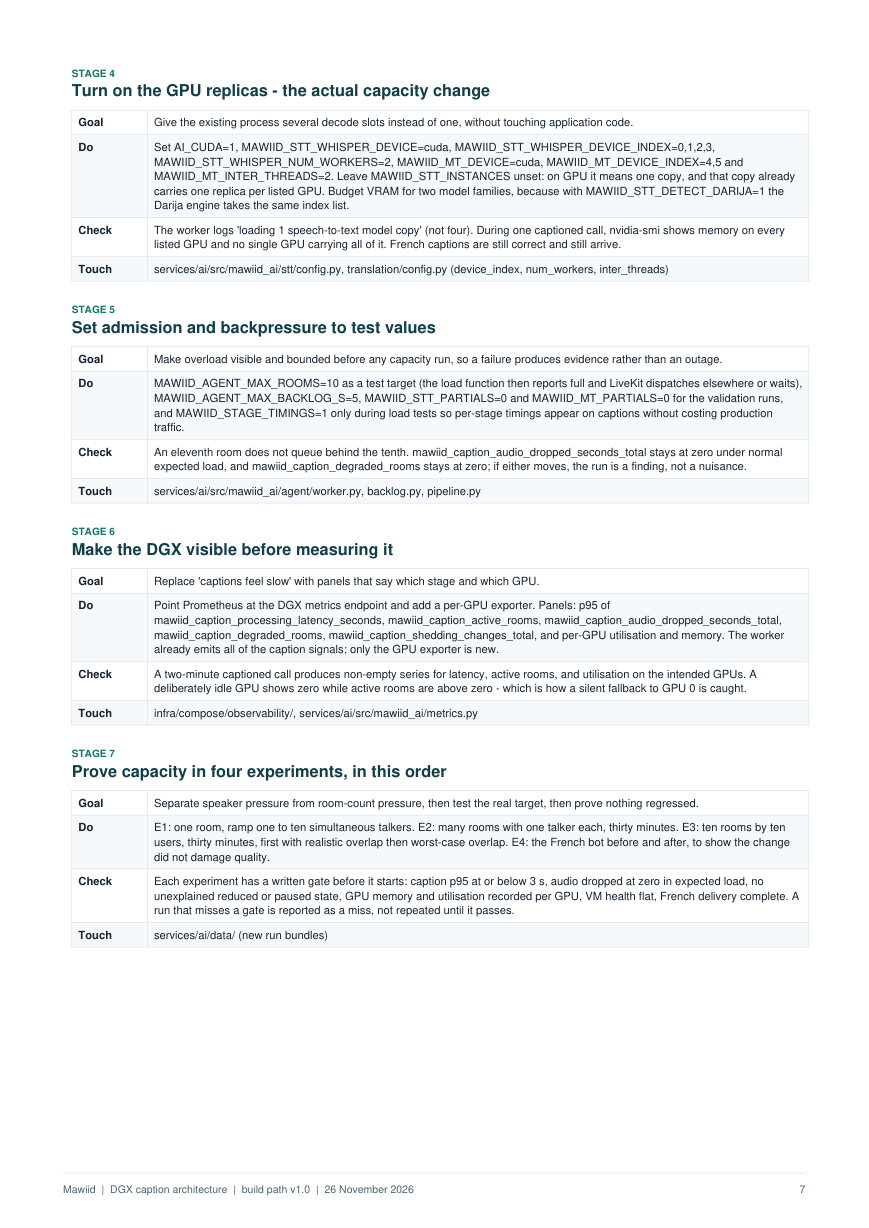 STAGE 4
Turn on the GPU replicas - the actual capacity change
Goal
Give the existing process several decode slots instead of one, without touching application code.
Do
Set AI_CUDA=1, MAWIID_STT_WHISPER_DEVICE=cuda, MAWIID_STT_WHISPER_DEVICE_INDEX=0,1,2,3,
MAWIID_STT_WHISPER_NUM_WORKERS=2, MAWIID_MT_DEVICE=cuda, MAWIID_MT_DEVICE_INDEX=4,5 and
MAWIID_MT_INTER_THREADS=2. Leave MAWIID_STT_INSTANCES unset: on GPU it means one copy, and that copy already
carries one replica per listed GPU. Budget VRAM for two model families, because with MAWIID_STT_DETECT_DARIJA=1 the
Darija engine takes the same index list.
Check
The worker logs 'loading 1 speech-to-text model copy' (not four). During one captioned call, nvidia-smi shows memory on every
listed GPU and no single GPU carrying all of it. French captions are still correct and still arrive.
Touch
services/ai/src/mawiid_ai/stt/config.py, translation/config.py (device_index, num_workers, inter_threads)
STAGE 5
Set admission and backpressure to test values
Goal
Make overload visible and bounded before any capacity run, so a failure produces evidence rather than an outage.
Do
MAWIID_AGENT_MAX_ROOMS=10 as a test target (the load function then reports full and LiveKit dispatches elsewhere or waits),
MAWIID_AGENT_MAX_BACKLOG_S=5, MAWIID_STT_PARTIALS=0 and MAWIID_MT_PARTIALS=0 for the validation runs,
and MAWIID_STAGE_TIMINGS=1 only during load tests so per-stage timings appear on captions without costing production
traffic.
Check
An eleventh room does not queue behind the tenth. mawiid_caption_audio_dropped_seconds_total stays at zero under normal
expected load, and mawiid_caption_degraded_rooms stays at zero; if either moves, the run is a finding, not a nuisance.
Touch
services/ai/src/mawiid_ai/agent/worker.py, backlog.py, pipeline.py
STAGE 6
Make the DGX visible before measuring it
Goal
Replace 'captions feel slow' with panels that say which stage and which GPU.
Do
Point Prometheus at the DGX metrics endpoint and add a per-GPU exporter. Panels: p95 of
mawiid_caption_processing_latency_seconds, mawiid_caption_active_rooms, mawiid_caption_audio_dropped_seconds_total,
mawiid_caption_degraded_rooms, mawiid_caption_shedding_changes_total, and per-GPU utilisation and memory. The worker
already emits all of the caption signals; only the GPU exporter is new.
Check
A two-minute captioned call produces non-empty series for latency, active rooms, and utilisation on the intended GPUs. A
deliberately idle GPU shows zero while active rooms are above zero - which is how a silent fallback to GPU 0 is caught.
Touch
infra/compose/observability/, services/ai/src/mawiid_ai/metrics.py
STAGE 7
Prove capacity in four experiments, in this order
Goal
Separate speaker pressure from room-count pressure, then test the real target, then prove nothing regressed.
Do
E1: one room, ramp one to ten simultaneous talkers. E2: many rooms with one talker each, thirty minutes. E3: ten rooms by ten
users, thirty minutes, first with realistic overlap then worst-case overlap. E4: the French bot before and after, to show the change
did not damage quality.
Check
Each experiment has a written gate before it starts: caption p95 at or below 3 s, audio dropped at zero in expected load, no
unexplained reduced or paused state, GPU memory and utilisation recorded per GPU, VM health flat, French delivery complete. A
run that misses a gate is reported as a miss, not repeated until it passes.
Touch
services/ai/data/ (new run bundles)
Mawiid | DGX caption architecture | build path v1.0 | 26 November 2026
7